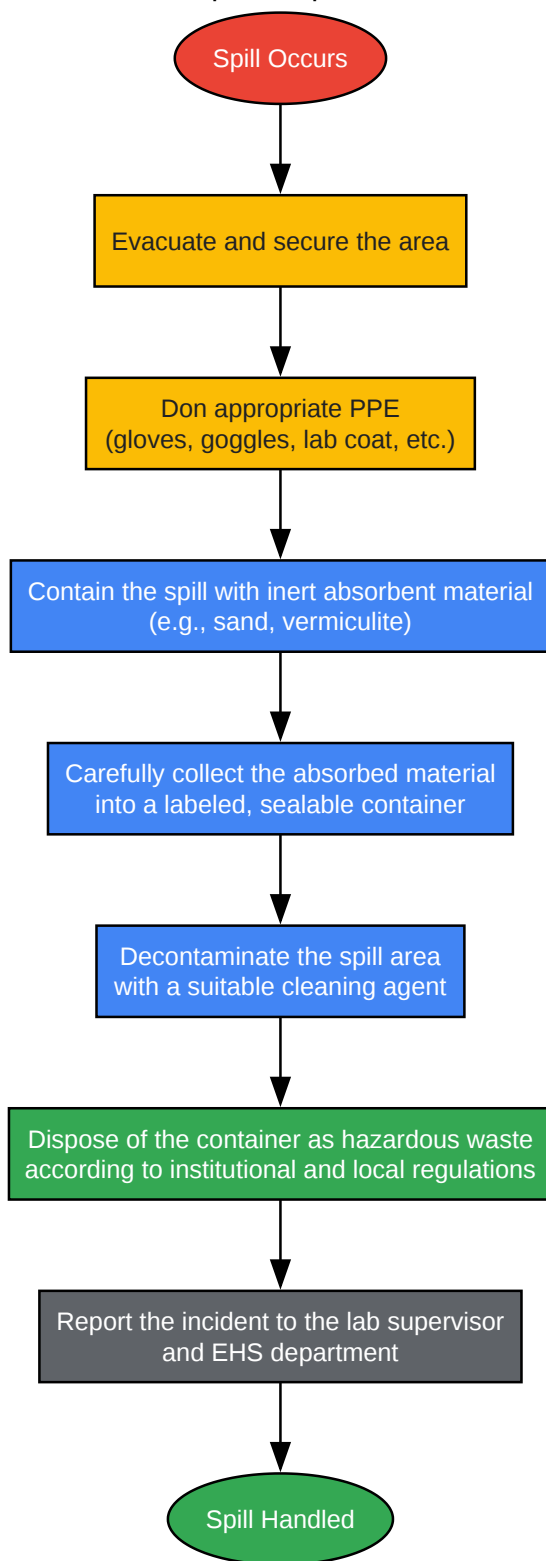 Spill Occurs
Evacuate and secure the area
Don appropriate PPE
(gloves, goggles, lab coat, etc.)
Contain the spill with inert absorbent material
(e.g., sand, vermiculite)
Carefully collect the absorbed material
into a labeled, sealable container
Decontaminate the spill area
with a suitable cleaning agent
Dispose of the container as hazardous waste
according to institutional and local regulations
Report the incident to the lab supervisor
and EHS department
Spill Handled